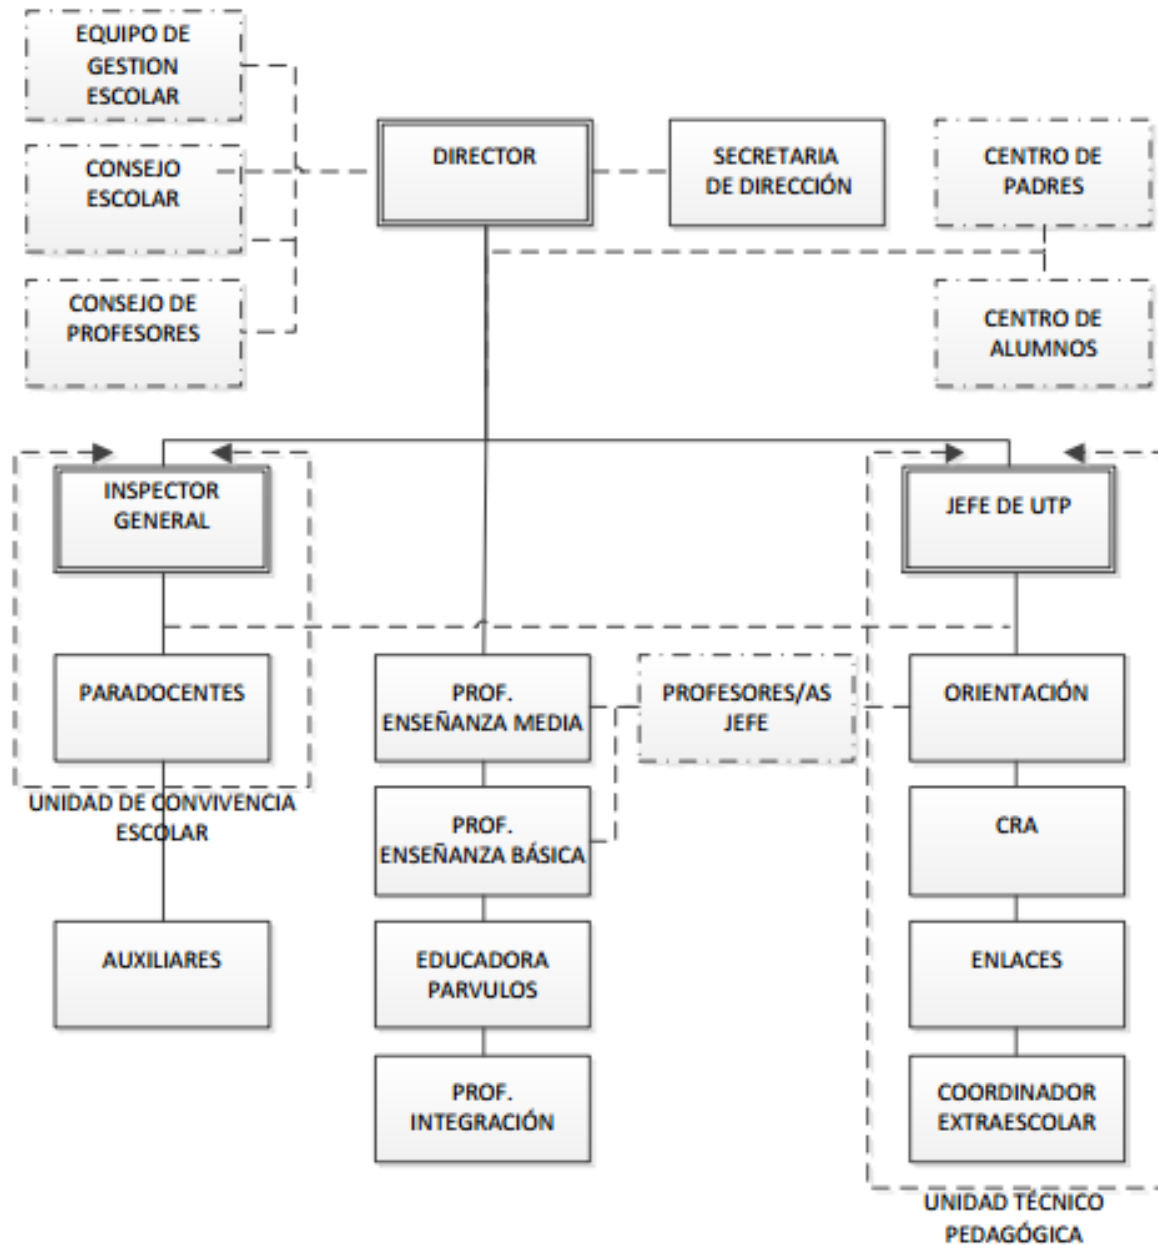 EQUIPO DE
GESTION
ESCOLAR
CONSEJO
ESCOLAR
CONSEJO DE
PROFESORES
DIRECTOR
SECRETARIA
DE DIRECCIÓN
CENTRO DE
PADRES
CENTRO DE
ALUMNOS
INSPECTOR
GENERAL
JEFE DE UTP
PARADOCENTES
UNIDAD DE CONVIVENCIA
ESCOLAR
AUXILIARES
PROF.
ENSEÑANZA MEDIA
PROFESORES/AS
JEFE
PROF.
ENSEÑANZA BÁSICA
EDUCADORA
PARVULOS
PROF.
INTEGRACIÓN
ORIENTACIÓN
CRA
ENLACES
COORDINADOR
EXTRAESCOLAR
UNIDAD TÉCNICO
PEDAGÓGICA